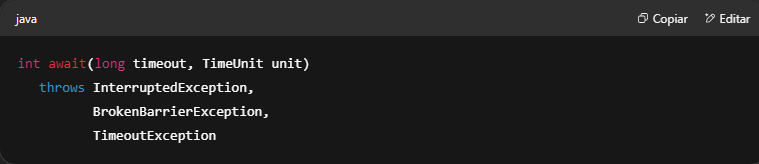 java
Copiar
Editar
int await(long timeout, TimeUnit unit)
throws InterruptedException,
BrokenBarrierException,
TimeoutException